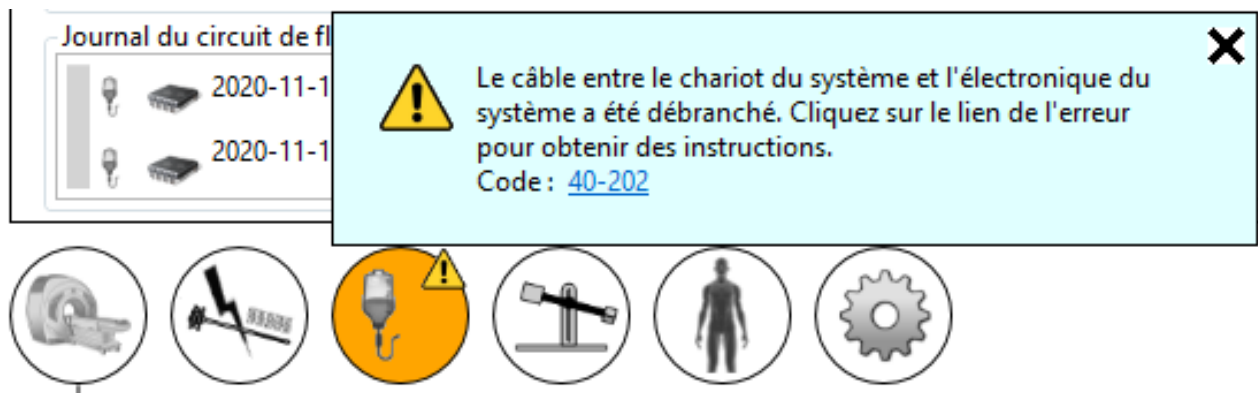 Journal du circuit de fl
2020-11-1
2020-11-1
Le câble entre le chariot du système et l'électronique du
système a été débranché. Cliquez sur le lien de l'erreur
pour obtenir des instructions.
Code : 40-202